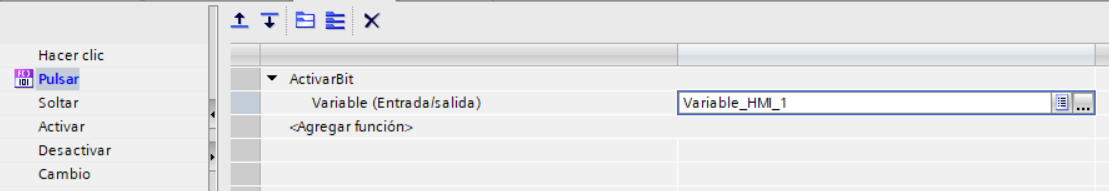 Hacer clic
Pulsar
Soltar
Activar
Desactivar
Cambio
ActivarBit
Variable (Entrada/salida) Variable_HMI_1
<Agregar función>